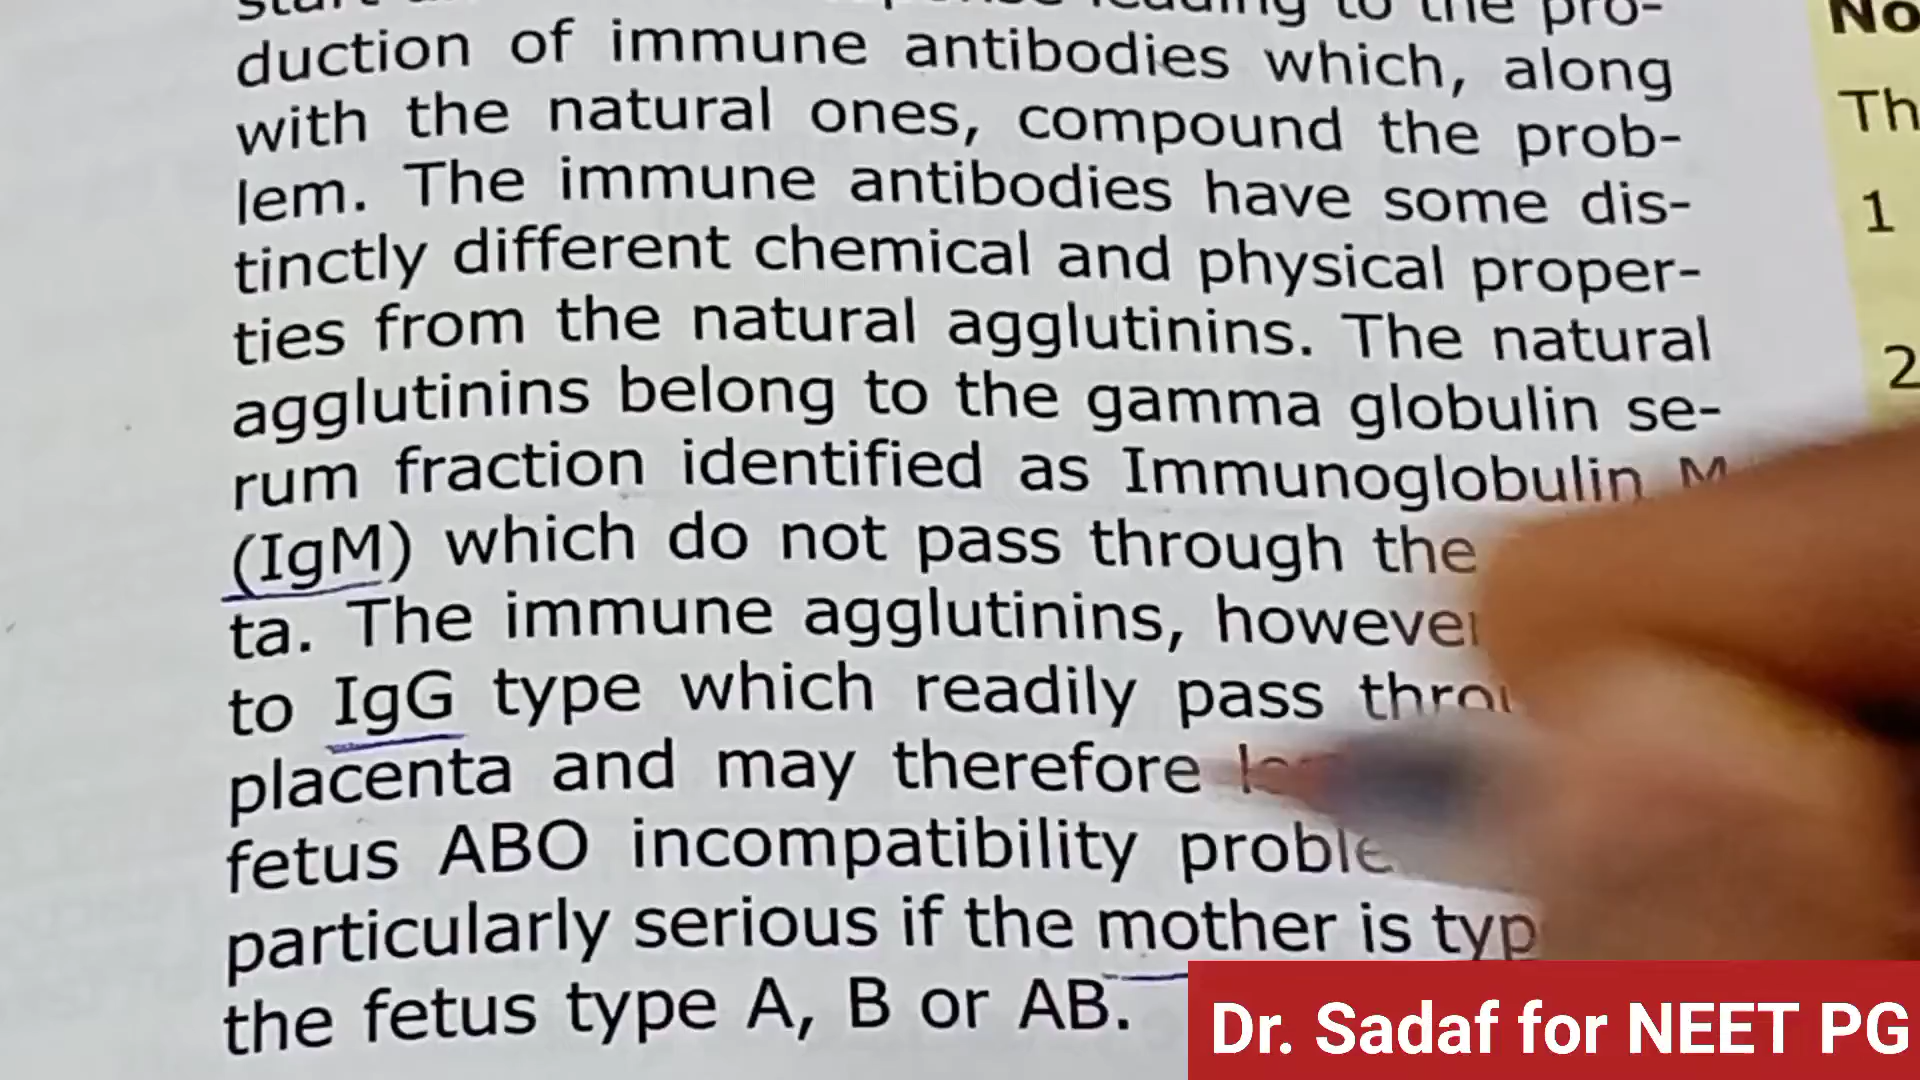 duction of immune antibodies which, along
with the natural ones, compound the prob-
lem. The immune antibodies have some dis-
tinctly different chemical and physical proper-
ties from the natural agglutinins. The natural
agglutinins belong to the gamma globulin se-
rum fraction identified as Immunoglobulin M
(IgM) which do not pass through the
ta. The immune agglutinins, however
to IgG type which readily pass
placenta and may therefore
fetus ABO incompatibility
particularly serious if the mother is
the fetus type A, B or AB.
No
Th
1
2
Dr. Sadaf for NEET PG